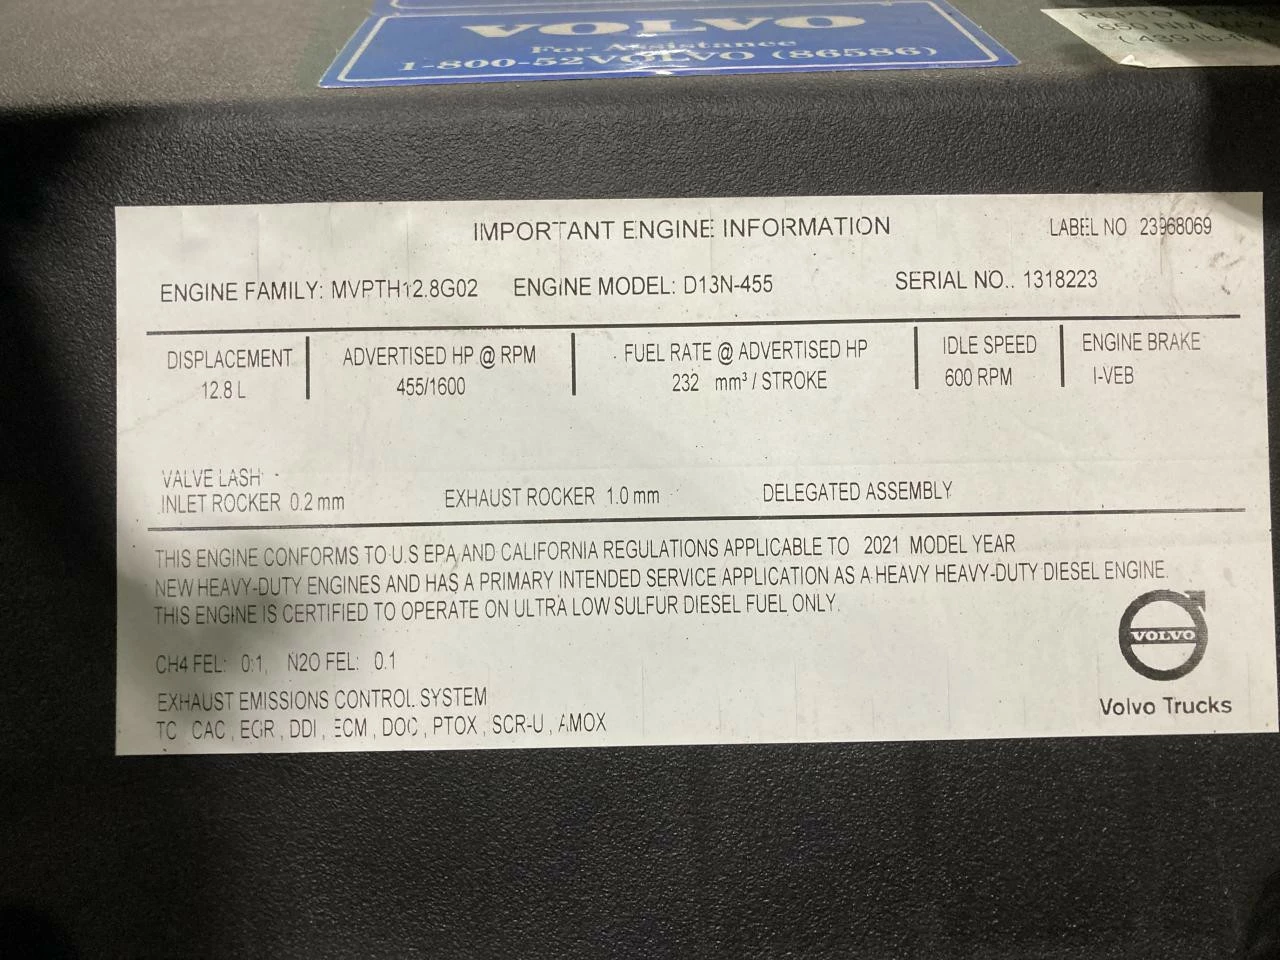 VOLVO
For Assistance
1-800-52VOLVO (86586)
IMPORTANT ENGINE INFORMATION LABEL NO 23968069
ENGINE FAMILY: MVPTH12.8G02 ENGINE MODEL: D13N-455 SERIAL NO.. 1318223
DISPLACEMENT ADVERTISED HP @ RPM FUEL RATE @ ADVERTISED HP IDLE SPEED ENGINE BRAKE
12.8 L 455/1600 232 mm³ / STROKE 600 RPM I-VEB
VALVE LASH
INLET ROCKER 0.2 mm EXHAUST ROCKER 1.0 mm DELEGATED ASSEMBLY
THIS ENGINE CONFORMS TO U.S EPA AND CALIFORNIA REGULATIONS APPLICABLE TO 2021 MODEL YEAR
NEW HEAVY-DUTY ENGINES AND HAS A PRIMARY INTENDED SERVICE APPLICATION AS A HEAVY HEAVY-DUTY DIESEL ENGINE.
THIS ENGINE IS CERTIFIED TO OPERATE ON ULTRA LOW SULFUR DIESEL FUEL ONLY.
CH4 FEL: 0.1, N2O FEL: 0.1
EXHAUST EMISSIONS CONTROL SYSTEM
TC, CAC, EGR, DDI, ECM, DOC, PTOX, SCR-U, AMOX
VOLVO
Volvo Trucks